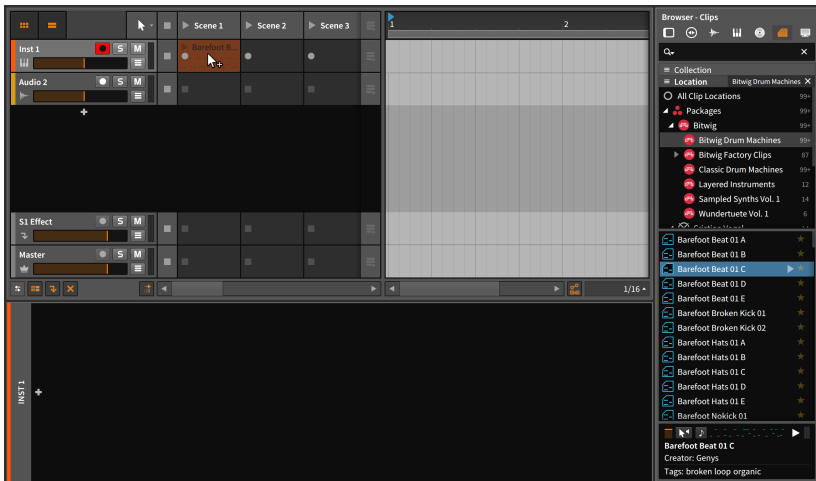 Scene 1 Scene 2 Scene 3
Inst 1 S M Barefoot B...
Audio 2 S M
+
S1 Effect S M
Master S M
1 2
1/16
INST 1
+
Browser - Clips
Collection
Location Bitwig Drum Machines
All Clip Locations 99+
Packages 99+
Bitwig 99+
Bitwig Drum Machines 99+
Bitwig Factory Clips 87
Classic Drum Machines 99+
Layered Instruments 12
Sampled Synths Vol. 1 14
Wundertuete Vol. 1 6
Barefoot Beat 01 A
Barefoot Beat 01 B
Barefoot Beat 01 C
Barefoot Beat 01 D
Barefoot Beat 01 E
Barefoot Broken Kick 01
Barefoot Broken Kick 02
Barefoot Hats 01 A
Barefoot Hats 01 B
Barefoot Hats 01 C
Barefoot Hats 01 D
Barefoot Hats 01 E
Barefoot Nokick 01
Barefoot Beat 01 C
Creator: Genys
Tags: broken loop organic